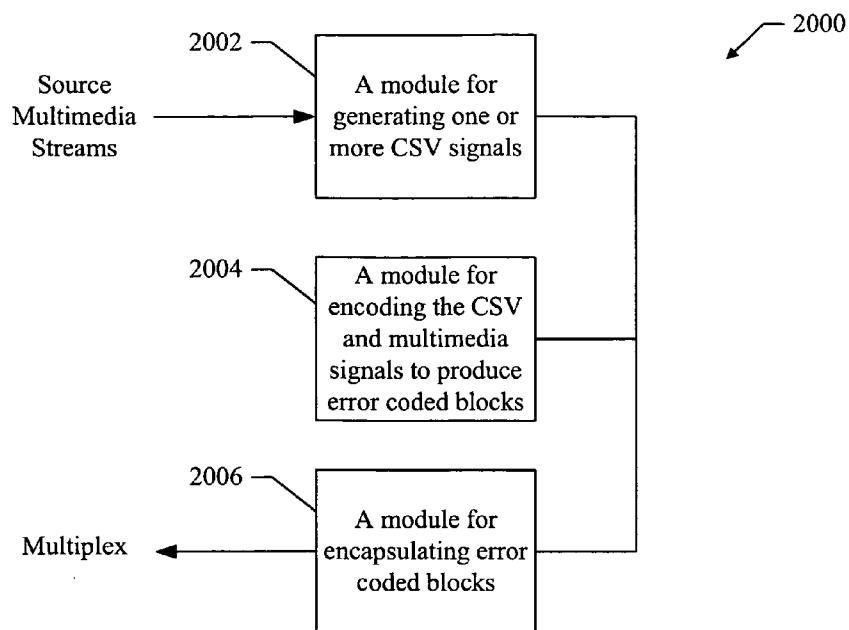 2000
2002
Source
Multimedia
Streams
A module for
generating one or
more CSV signals
2004
A module for
encoding the CSV
and multimedia
signals to produce
error coded blocks
2006
Multiplex
A module for
encapsulating error
coded blocks